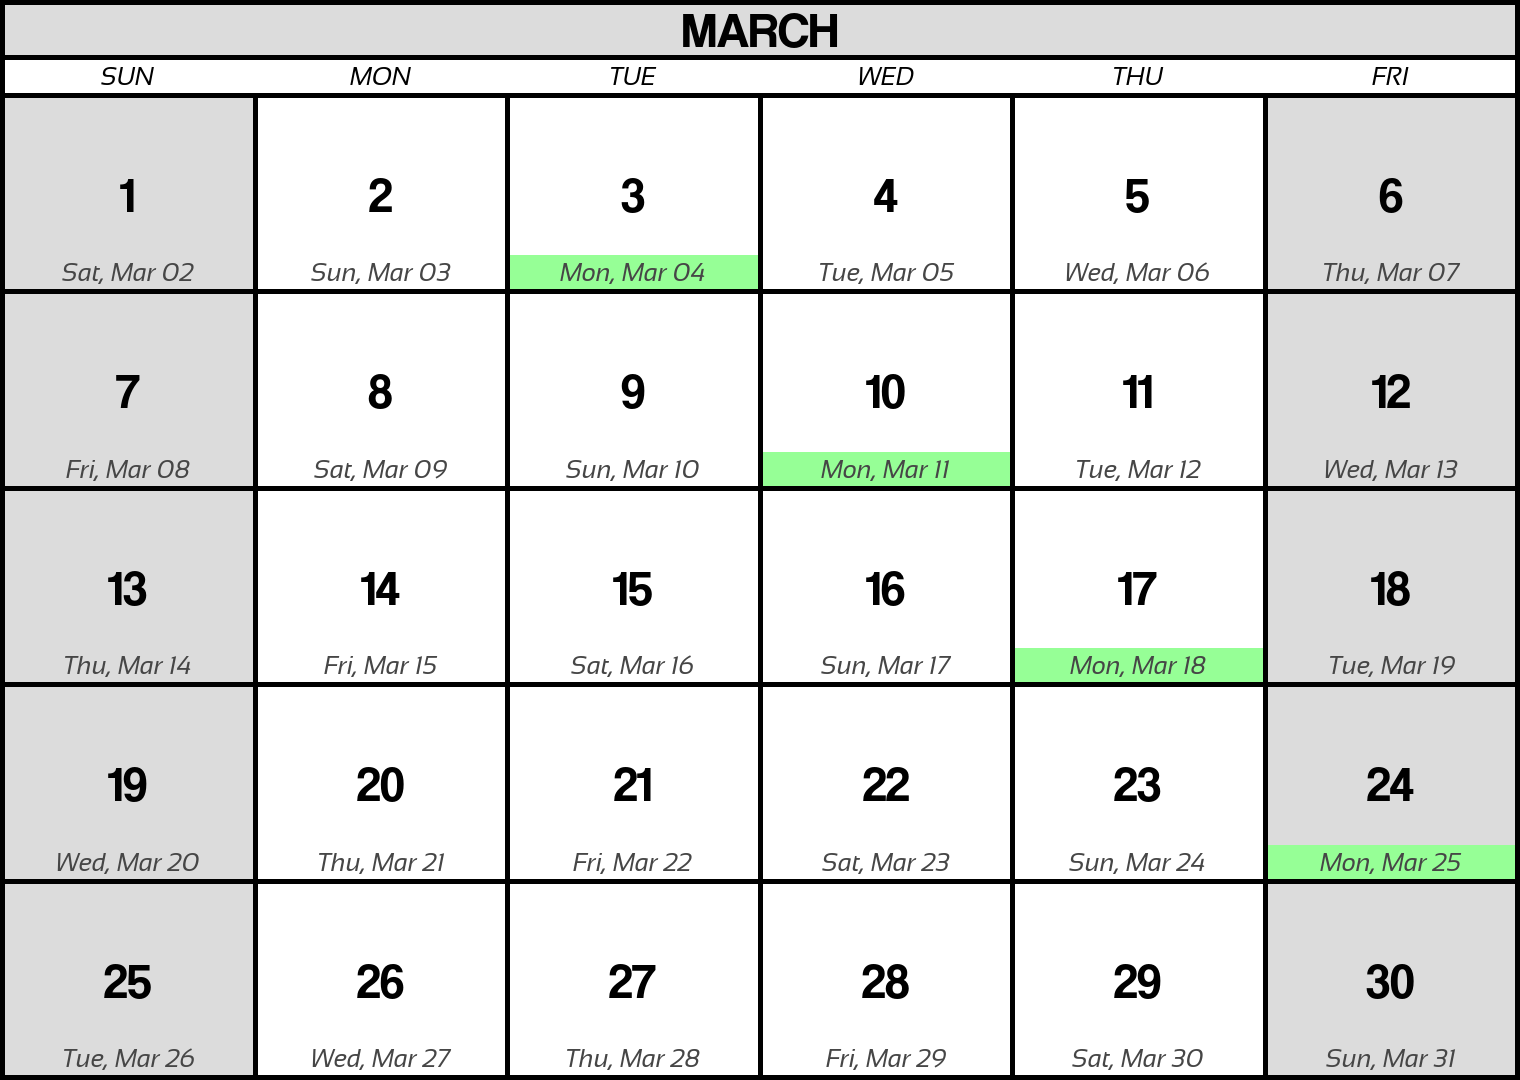 MARCH
SUN MON TUE WED THU FRI
1 2 3 4 5 6
Sat, Mar 02 Sun, Mar 03 Mon, Mar 04 Tue, Mar 05 Wed, Mar 06 Thu, Mar 07
7 8 9 10 11 12
Fri, Mar 08 Sat, Mar 09 Sun, Mar 10 Mon, Mar 11 Tue, Mar 12 Wed, Mar 13
13 14 15 16 17 18
Thu, Mar 14 Fri, Mar 15 Sat, Mar 16 Sun, Mar 17 Mon, Mar 18 Tue, Mar 19
19 20 21 22 23 24
Wed, Mar 20 Thu, Mar 21 Fri, Mar 22 Sat, Mar 23 Sun, Mar 24 Mon, Mar 25
25 26 27 28 29 30
Tue, Mar 26 Wed, Mar 27 Thu, Mar 28 Fri, Mar 29 Sat, Mar 30 Sun, Mar 31